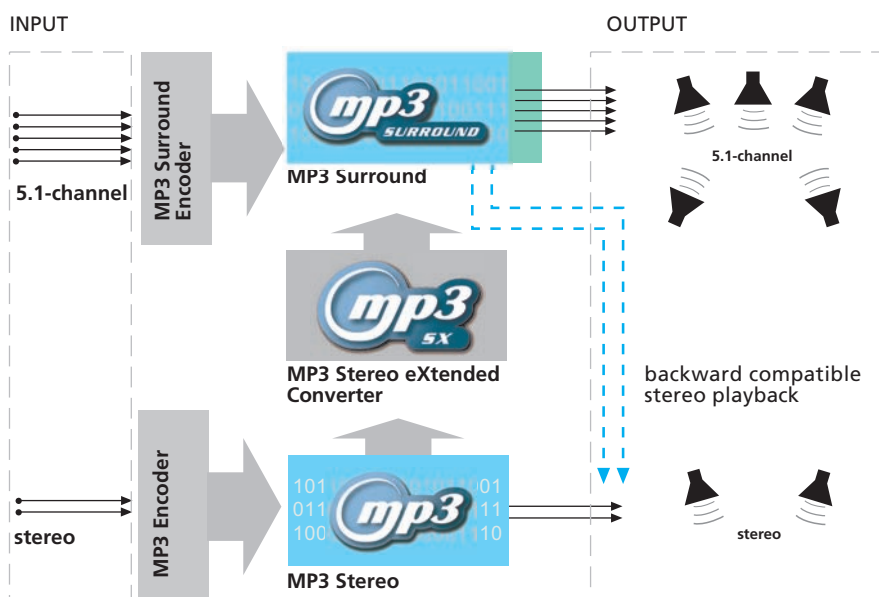 INPUT
OUTPUT
MP3 Surround
Encoder
mp3
SURROUND
5.1-channel
5.1-channel
MP3 Surround
mp3
SX
MP3 Stereo eXtended
Converter
backward compatible
stereo playback
MP3 Encoder
101 01
011 mp3 11
100 110
stereo
stereo
MP3 Stereo